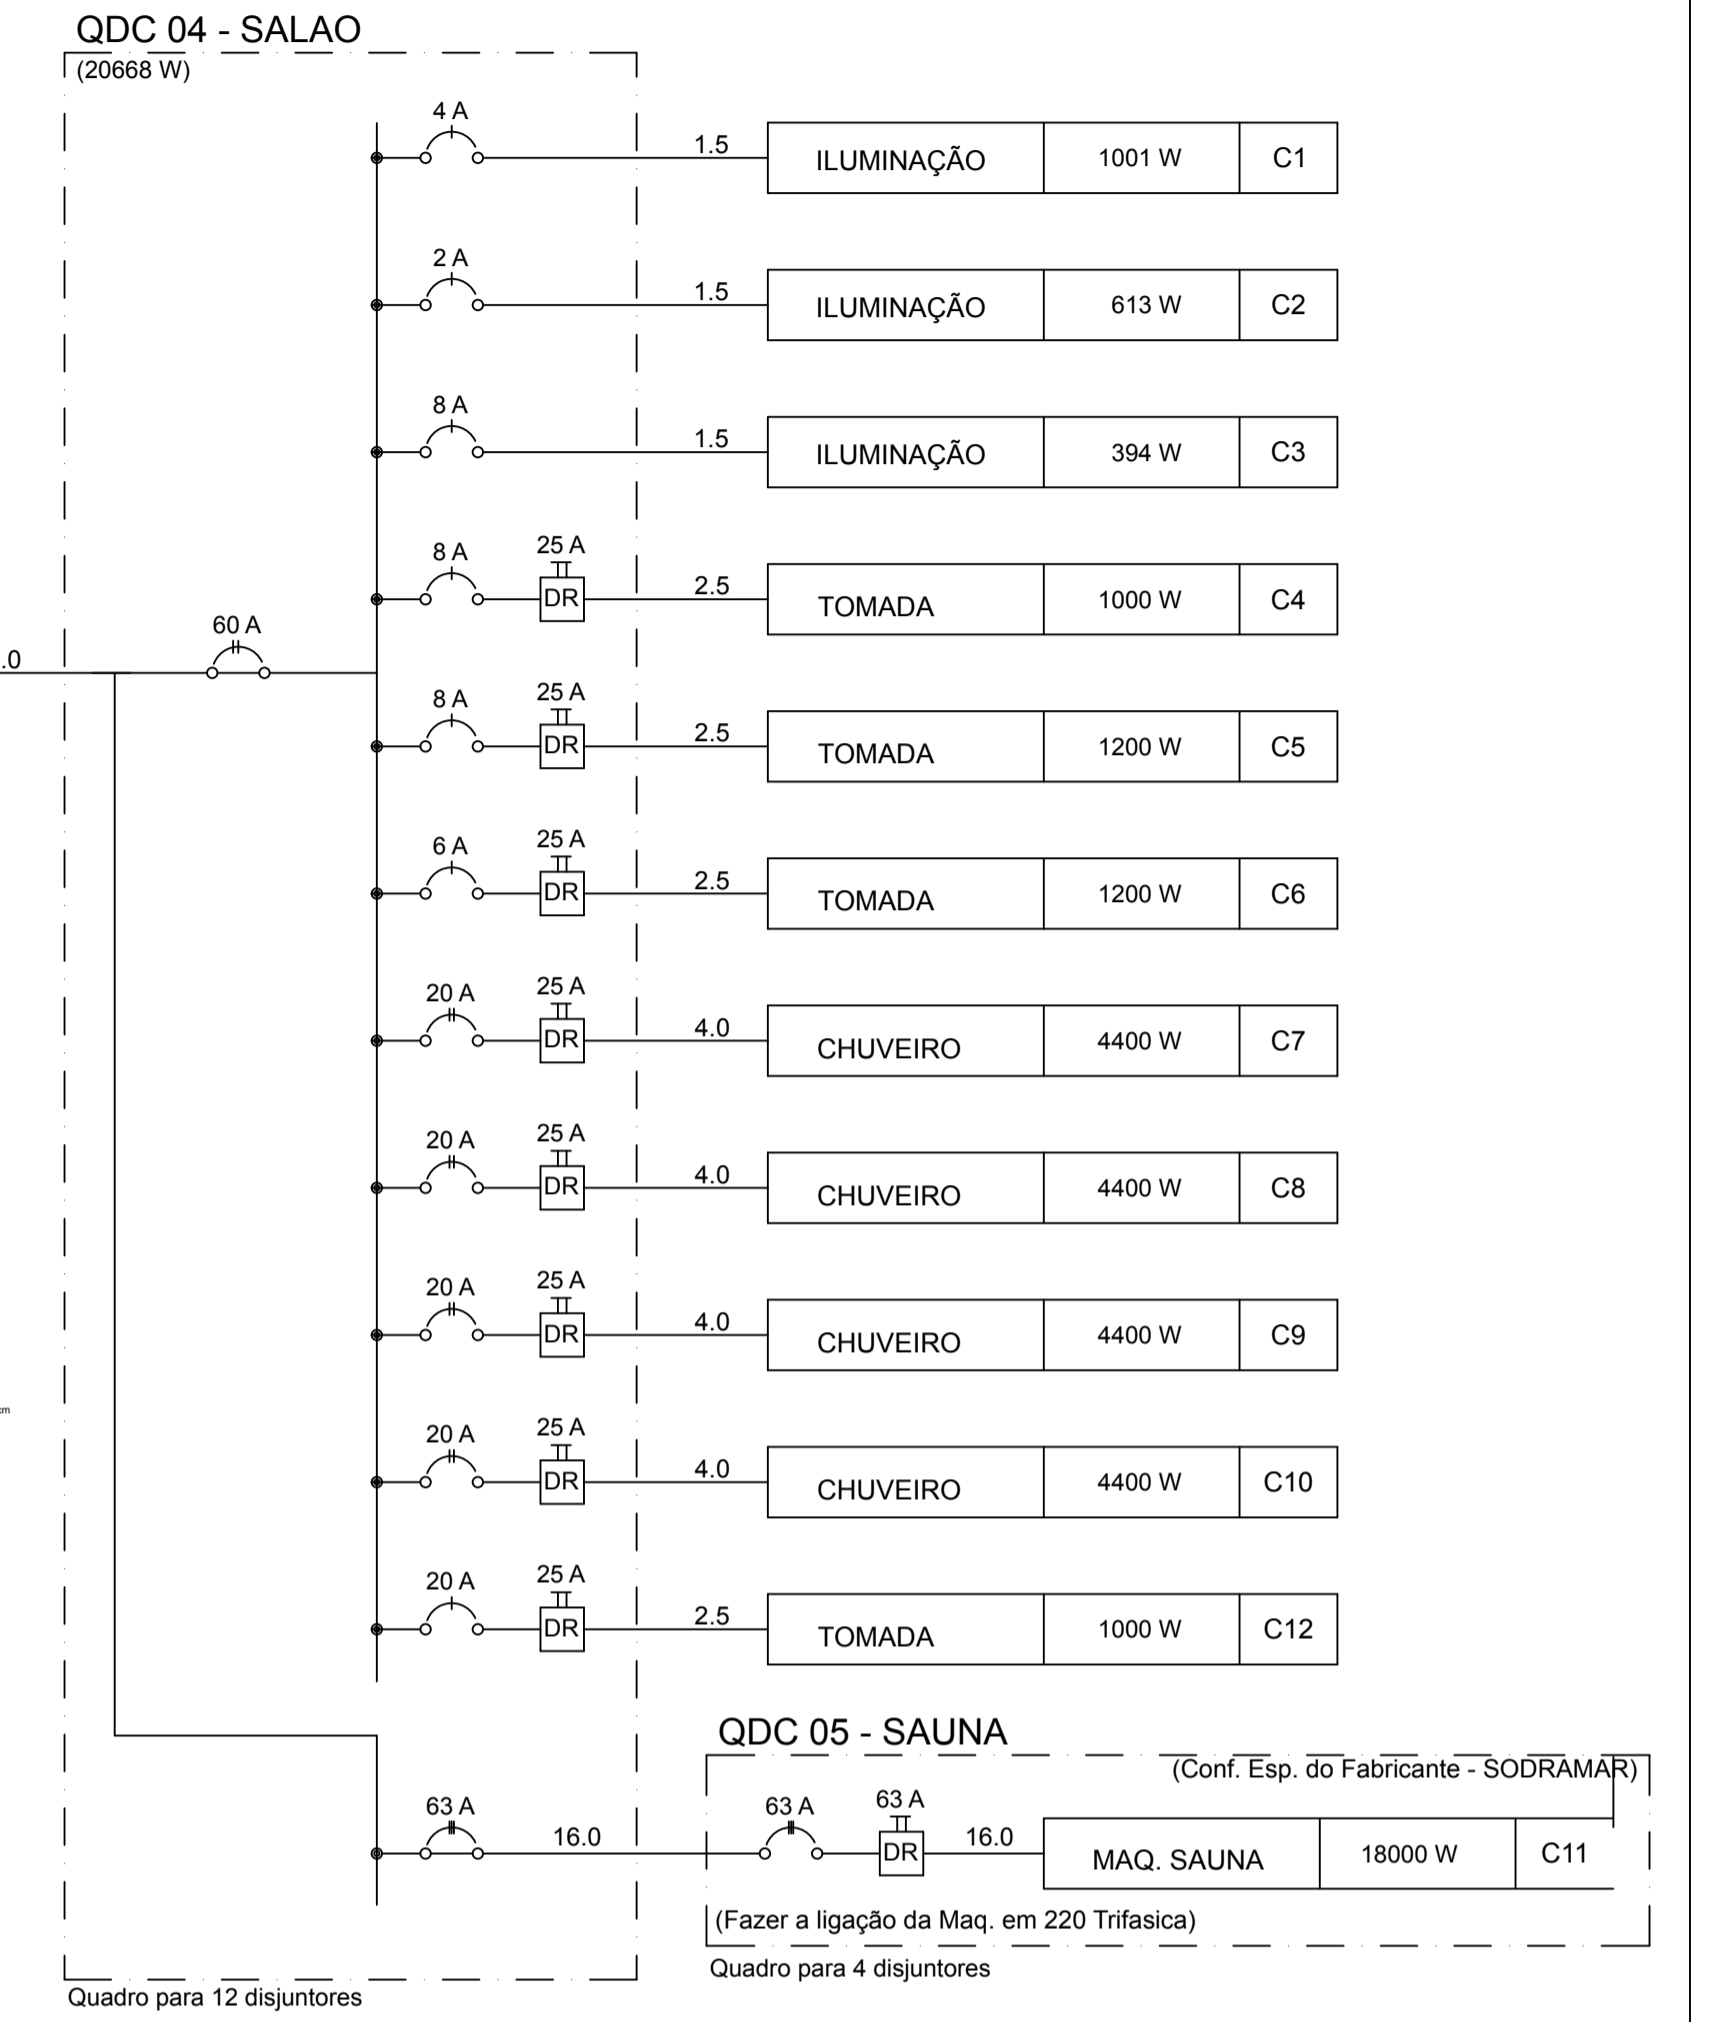 QDC 04 - SALAO
(20668 W)
4 A
1.5
ILUMINAÇÃO 1001 W C1
2 A
1.5
ILUMINAÇÃO 613 W C2
8 A
1.5
ILUMINAÇÃO 394 W C3
8 A 25 A
DR 2.5
TOMADA 1000 W C4
60 A
.0
8 A 25 A
DR 2.5
TOMADA 1200 W C5
6 A 25 A
DR 2.5
TOMADA 1200 W C6
20 A 25 A
DR 4.0
CHUVEIRO 4400 W C7
20 A 25 A
DR 4.0
CHUVEIRO 4400 W C8
20 A 25 A
DR 4.0
CHUVEIRO 4400 W C9
cm
20 A 25 A
DR 4.0
CHUVEIRO 4400 W C10
20 A 25 A
DR 2.5
TOMADA 1000 W C12
QDC 05 - SAUNA
(Conf. Esp. do Fabricante - SODRAMAR)
63 A 16.0
63 A 63 A
DR 16.0
MAQ. SAUNA 18000 W C11
(Fazer a ligação da Maq. em 220 Trifasica)
Quadro para 4 disjuntores
Quadro para 12 disjuntores